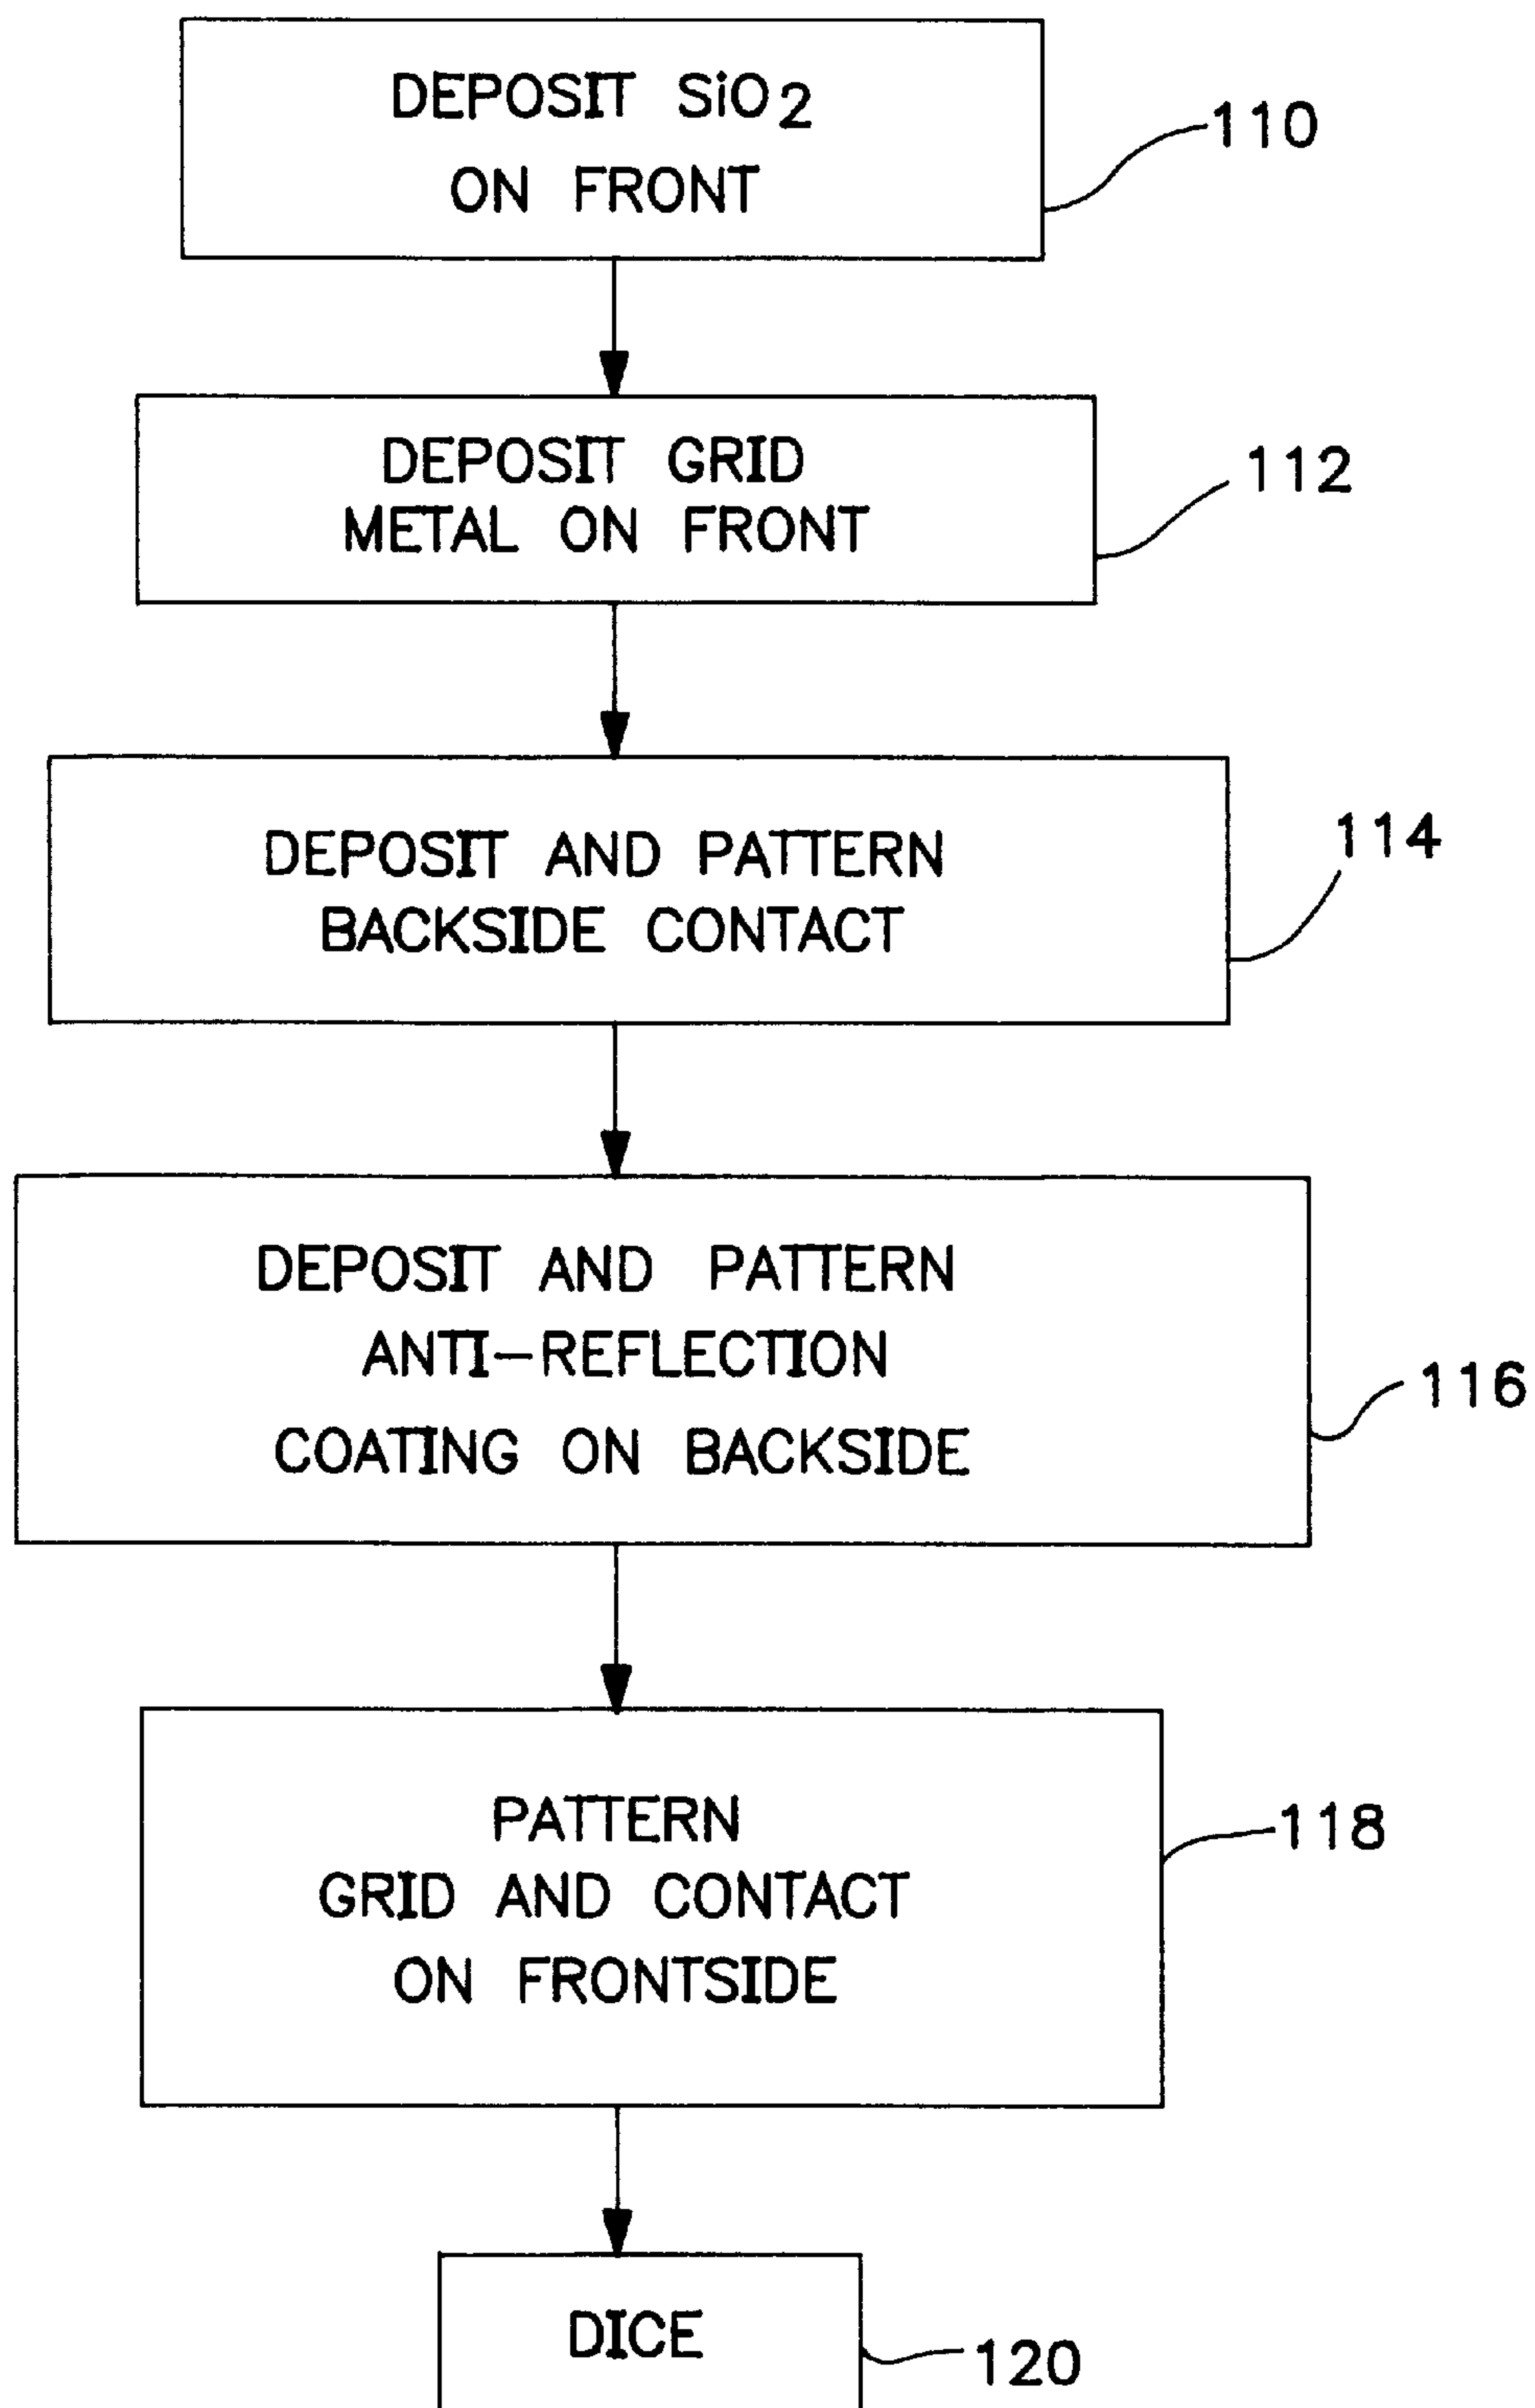 DEPOSIT SiO2
ON FRONT
110
DEPOSIT GRID
METAL ON FRONT
112
DEPOSIT AND PATTERN
BACKSIDE CONTACT
114
DEPOSIT AND PATTERN
ANTI-REFLECTION
COATING ON BACKSIDE
116
PATTERN
GRID AND CONTACT
ON FRONTSIDE
118
DICE
120